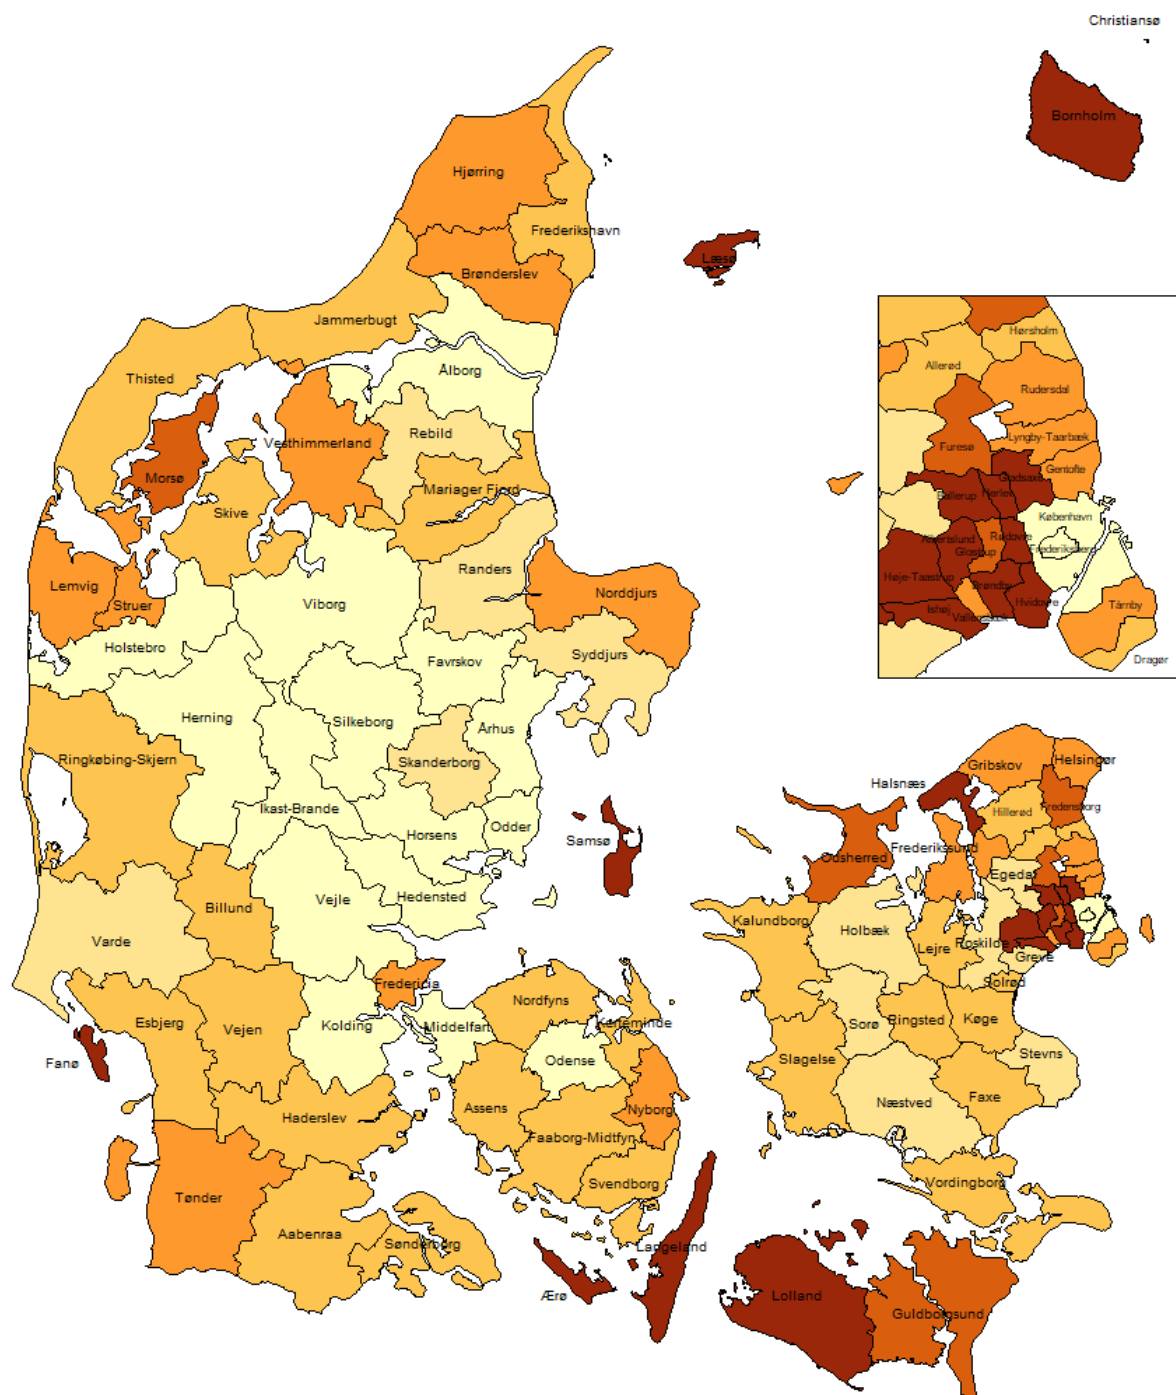 Christiansø
Bornholm
Hjørring
Frederikshavn
Læsø
Brønderslev
Jammerbugt
Ålborg
Thisted
Rebild
Vesthimmerland
Morsø
Mariager Fjord
Skive
Randers
Lemvig
Struer
Norddjurs
Viborg
Holstebro
Favrskov
Syddjurs
Herning
Silkeborg
Århus
Ringkøbing-Skjern
Skanderborg
Ikast-Brande
Horsens
Odder
Samsø
Hedensted
Vejle
Billund
Varde
Fredericia
Nordfyns
Kolding
Middelfart
Kerteminde
Esbjerg
Vejen
Odense
Fanø
Haderslev
Assens
Nyborg
Faaborg-Midtfyn
Svendborg
Tønder
Aabenraa
Sønderborg
Langeland
Ærø
Hørsholm
Allerød
Rudersdal
Lyngby-Taarbæk
Furesø
Gentofte
Gladsaxe
Ballerup
Herlev
København
Albertslund
Rødovre
Glostrup
Frederiksberg
Høje-Taastrup
Brøndby
Ishøj
Hvidovre
Vallensbæk
Tårnby
Dragør
Helsingør
Gribskov
Halsnæs
Fredensborg
Hillerød
Frederikssund
Odsherred
Egedal
Kalundborg
Holbæk
Lejre
Roskilde
Greve
Solrød
Sorø
Ringsted
Køge
Stevns
Slagelse
Næstved
Faxe
Vordingborg
Lolland
Guldborgsund